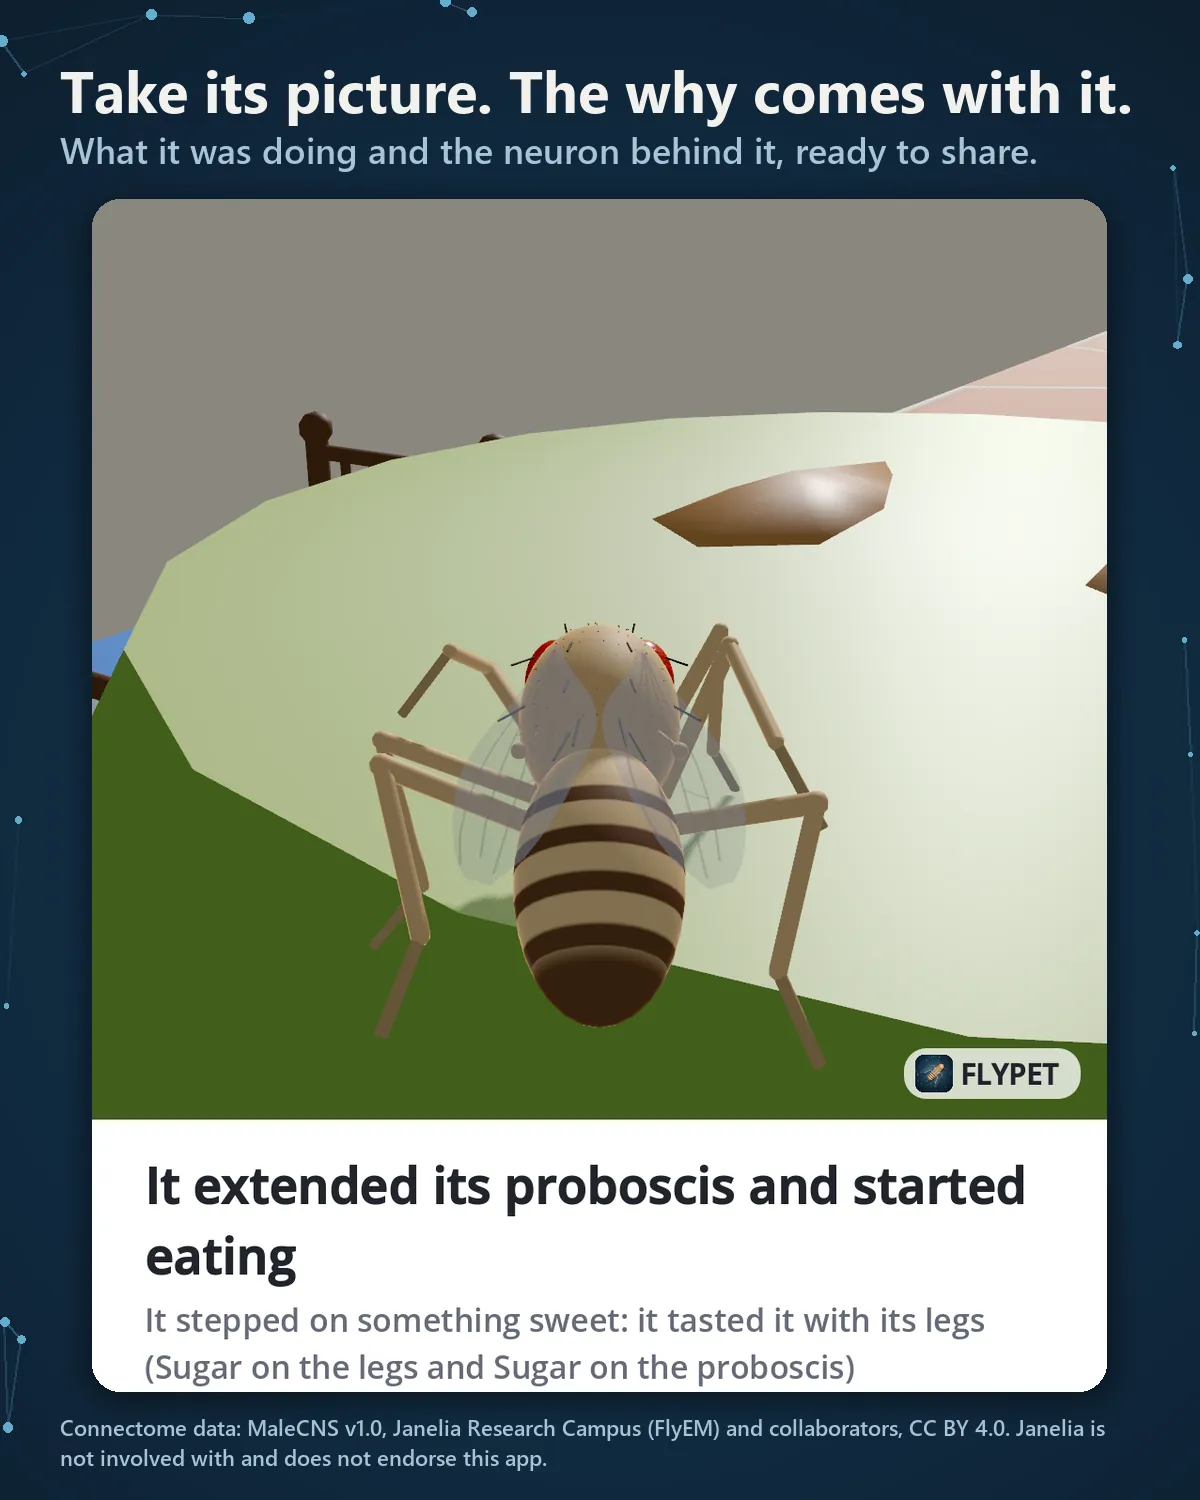 Take its picture. The why comes with it.
What it was doing and the neuron behind it, ready to share.
FLYPET
It extended its proboscis and started
eating
It stepped on something sweet: it tasted it with its legs
(Sugar on the legs and Sugar on the proboscis)
Connectome data: MaleCNS v1.0, Janelia Research Campus (FlyEM) and collaborators, CC BY 4.0. Janelia is
not involved with and does not endorse this app.